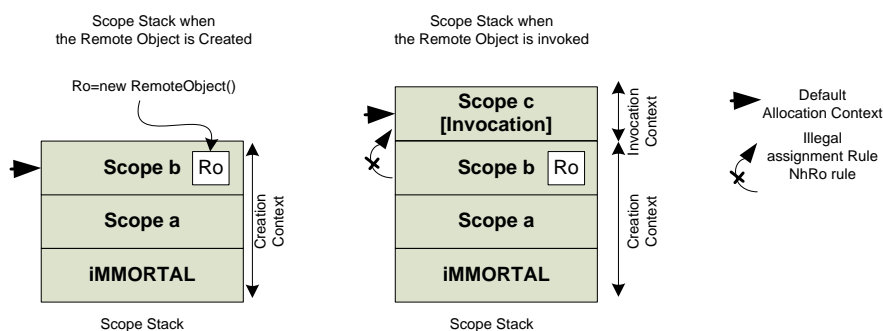 Scope Stack when
the Remote Object is Created
Ro=new RemoteObject()
Scope b
Ro
Scope a
iMMORTAL
Creation
Context
Scope Stack
Scope Stack when
the Remote Object is invoked
Scope c
[Invocation]
Scope b
Ro
Scope a
iMMORTAL
Invocation
Context
Creation
Context
Scope Stack
Default
Allocation Context
Illegal
assignment Rule
NhRo rule